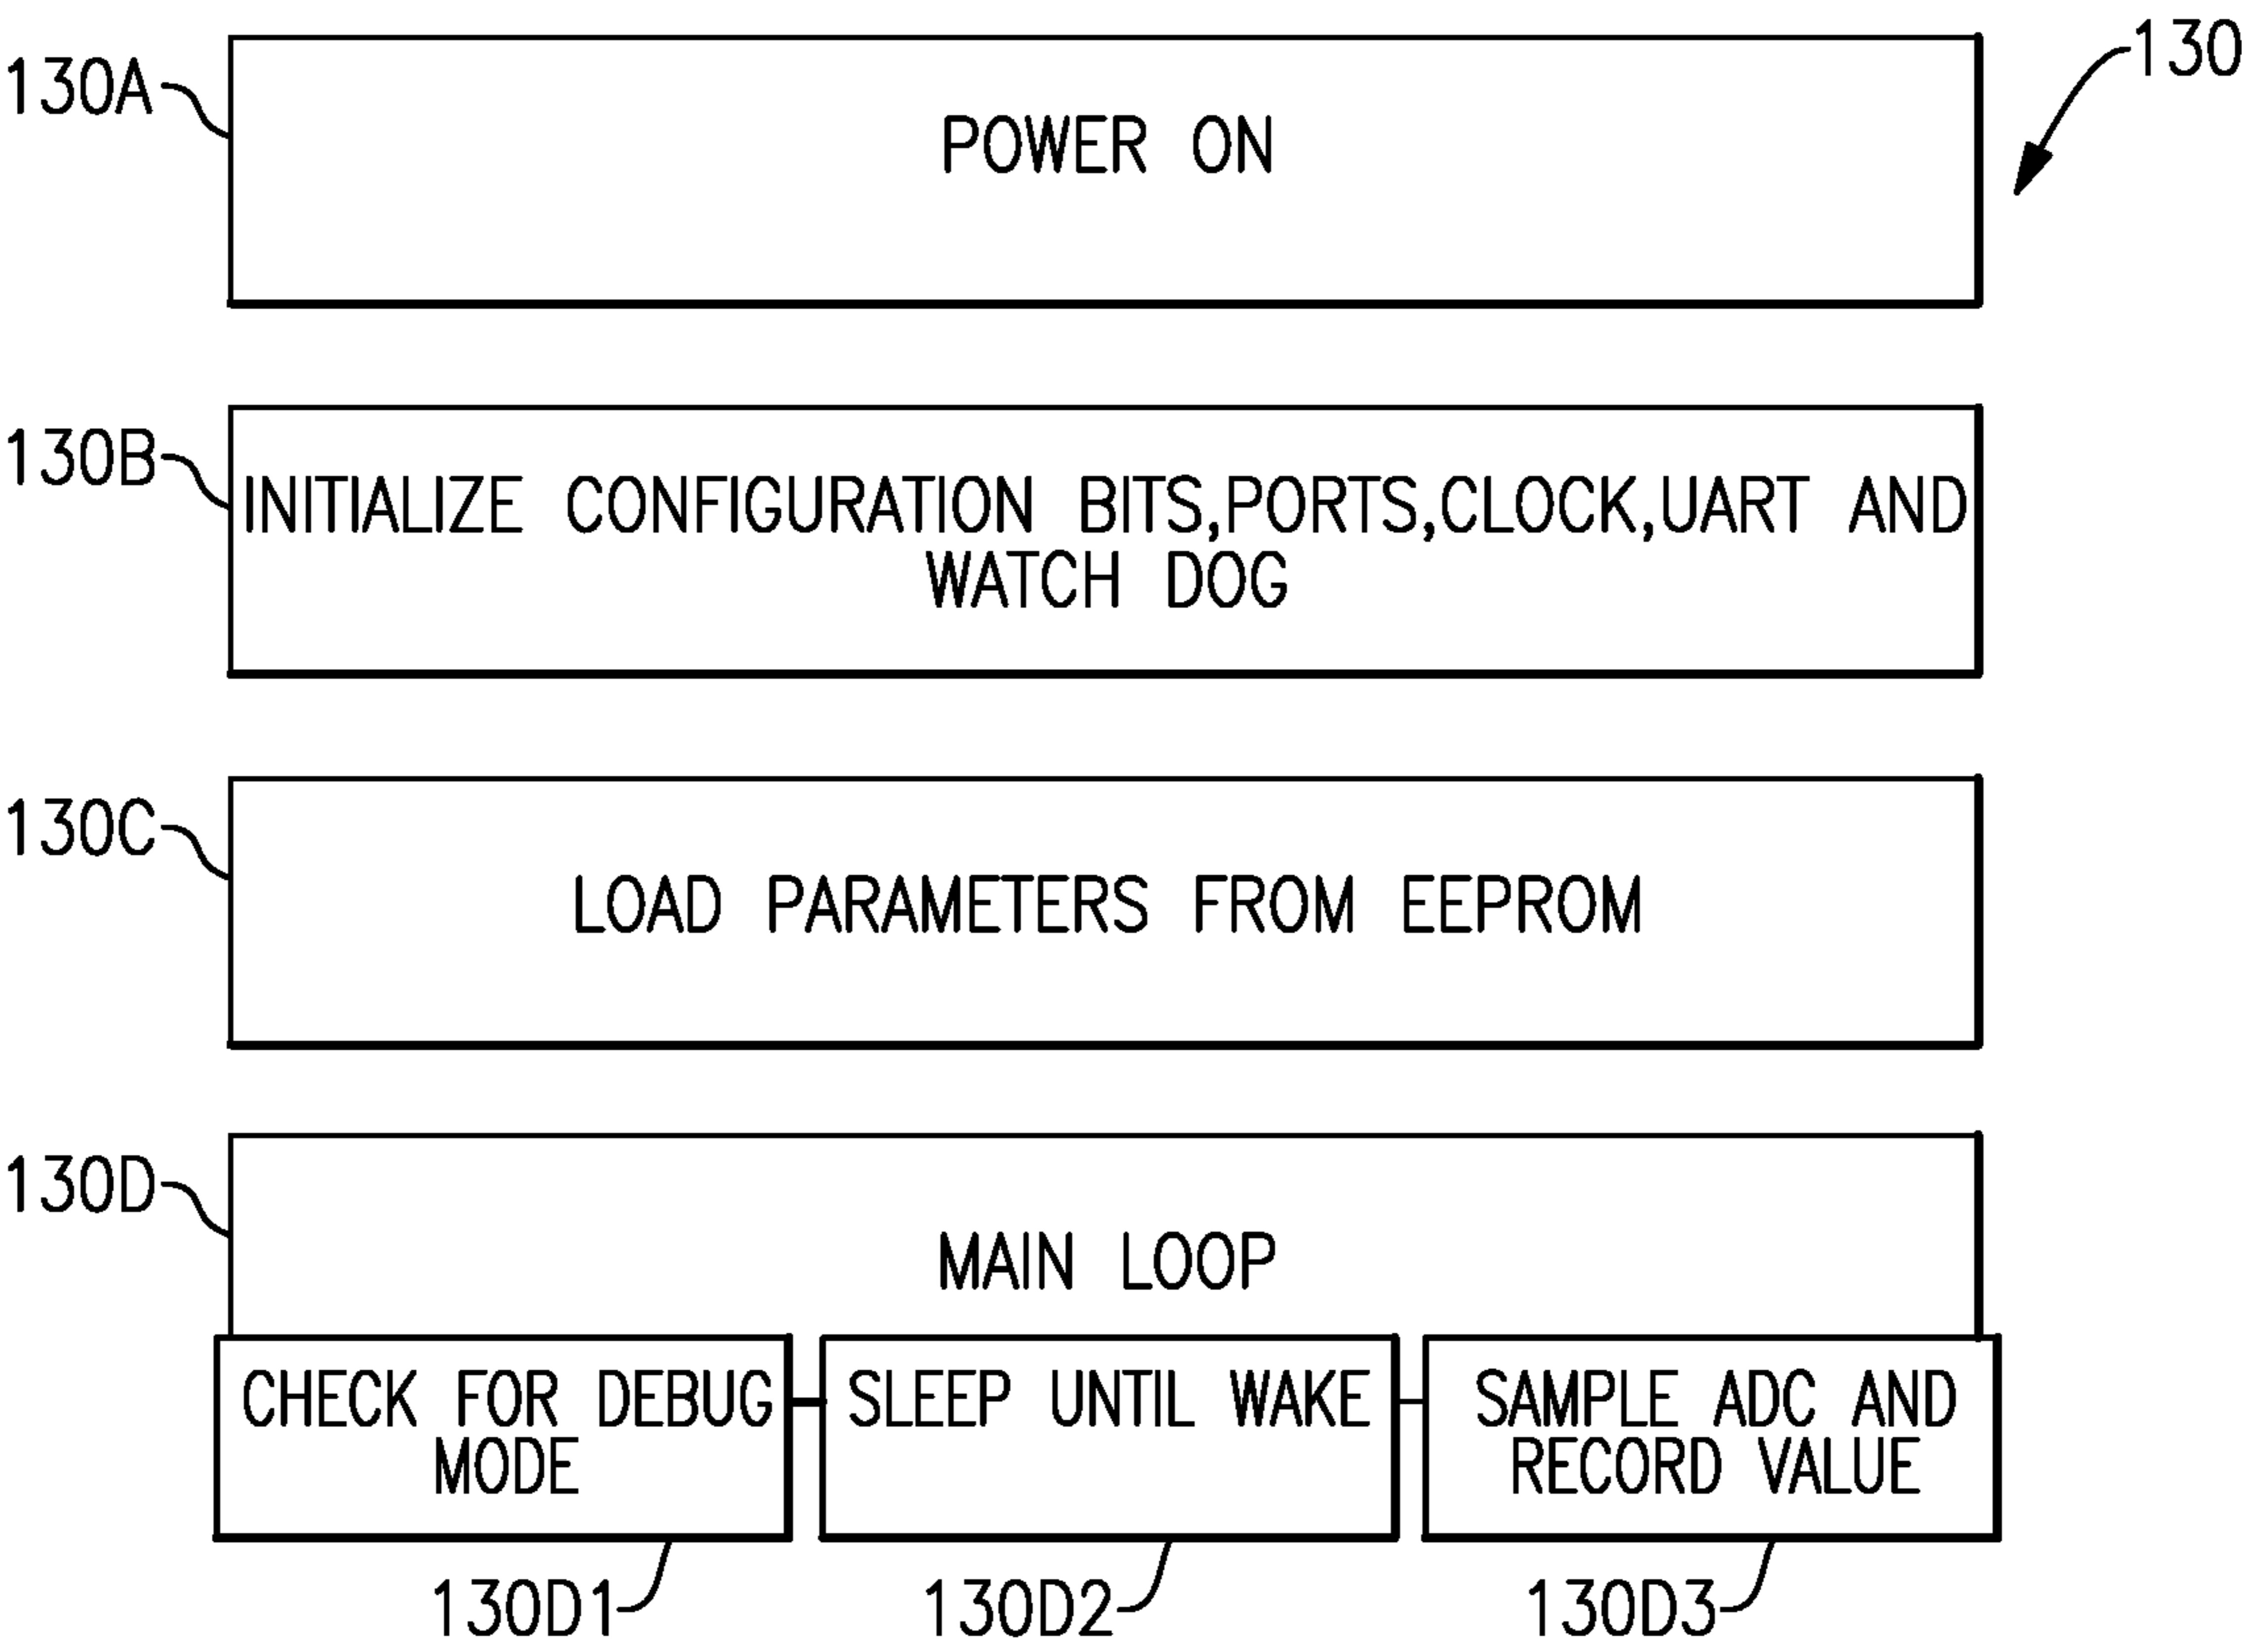 130
130A
POWER ON
130B
INITIALIZE CONFIGURATION BITS,PORTS,CLOCK,UART AND
WATCH DOG
130C
LOAD PARAMETERS FROM EEPROM
130D
MAIN LOOP
CHECK FOR DEBUG
MODE
SLEEP UNTIL WAKE
SAMPLE ADC AND
RECORD VALUE
130D1
130D2
130D3